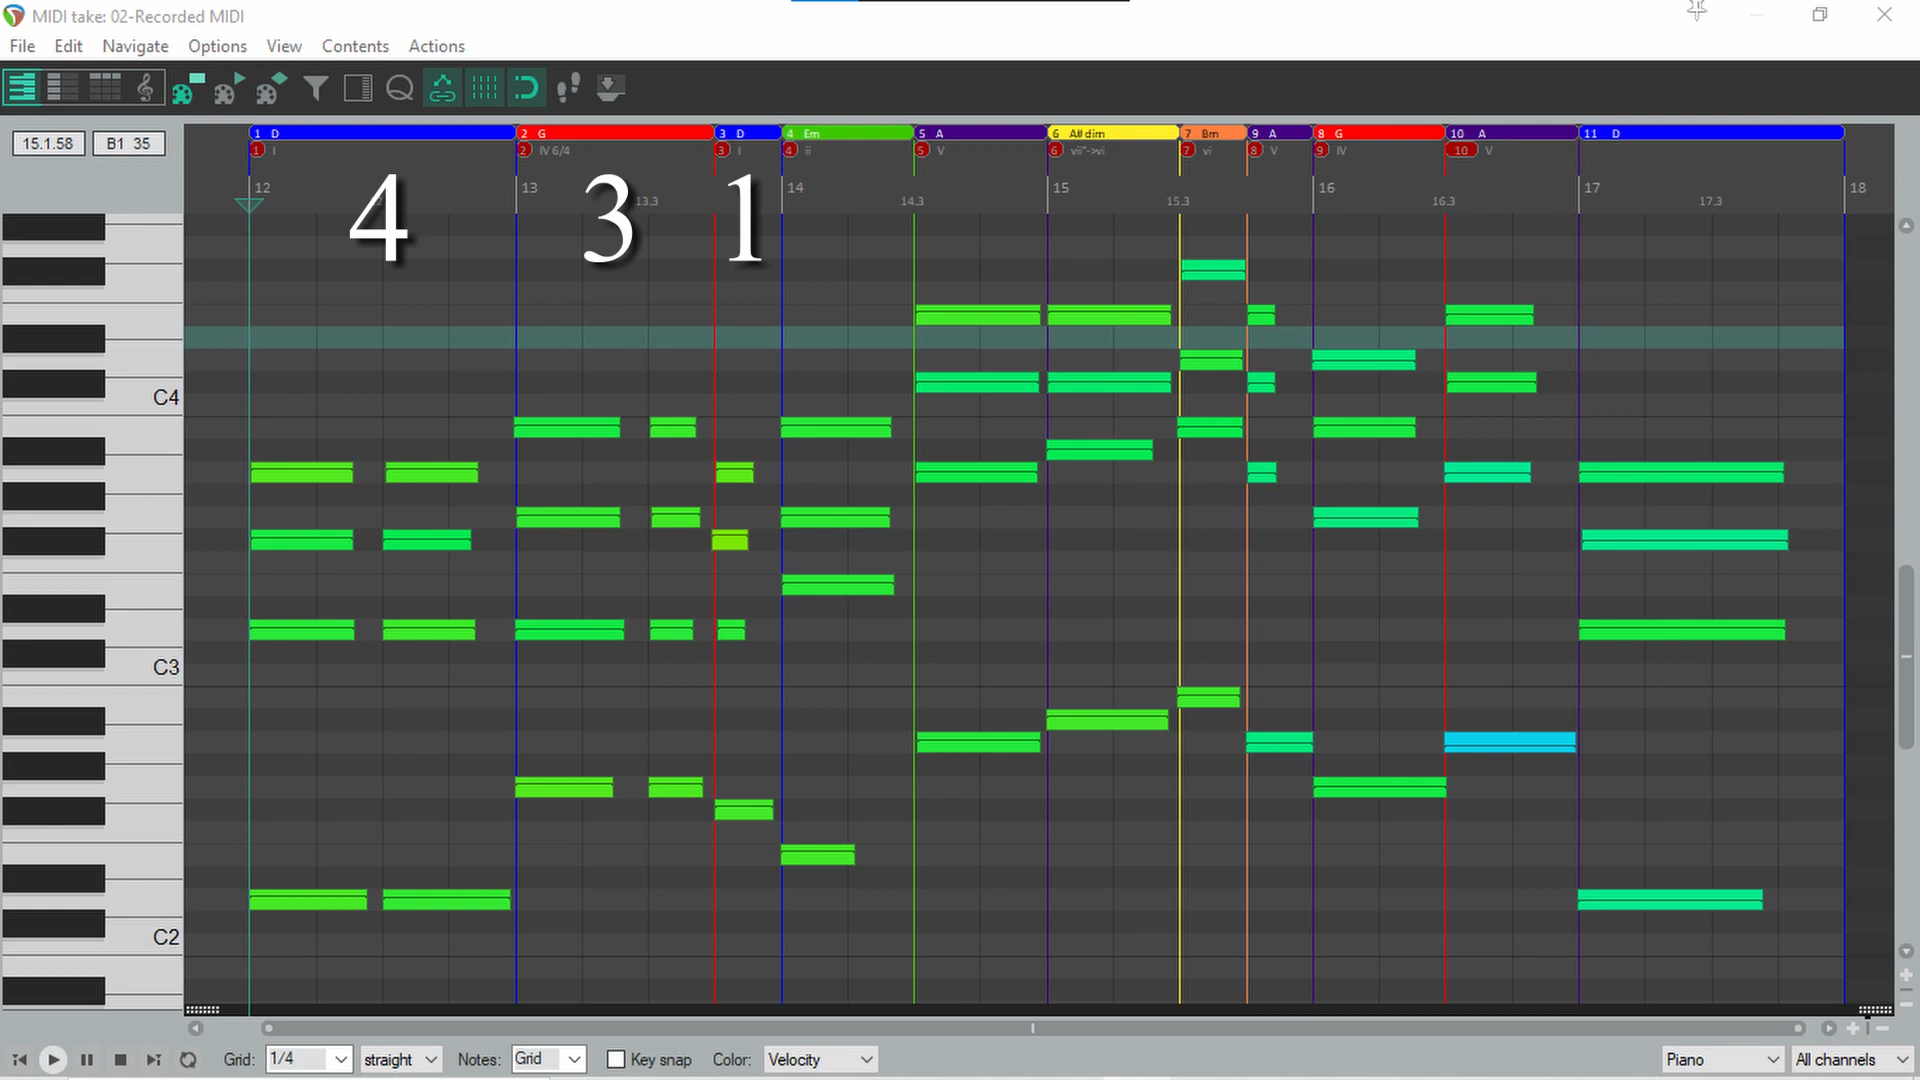 MIDI take: 02-Recorded MIDI
File Edit Navigate Options View Contents Actions
15.1.58 B1 35
1 D 2 G 3 D 4 Em 5 A 6 A# dim 7 Bm 9 A 8 G 10 A 11 D
1 I 2 IV 6/4 3 I 4 ii 5 V 6 vii°->vi 7 vi 8 V 9 IV 10 V
12 13 14 15 16 17 18
13.3 14.3 15.3 16.3 17.3
4 3 1
C4
C3
C2
Grid: 1/4 straight Notes: Grid Key snap Color: Velocity Piano All channels